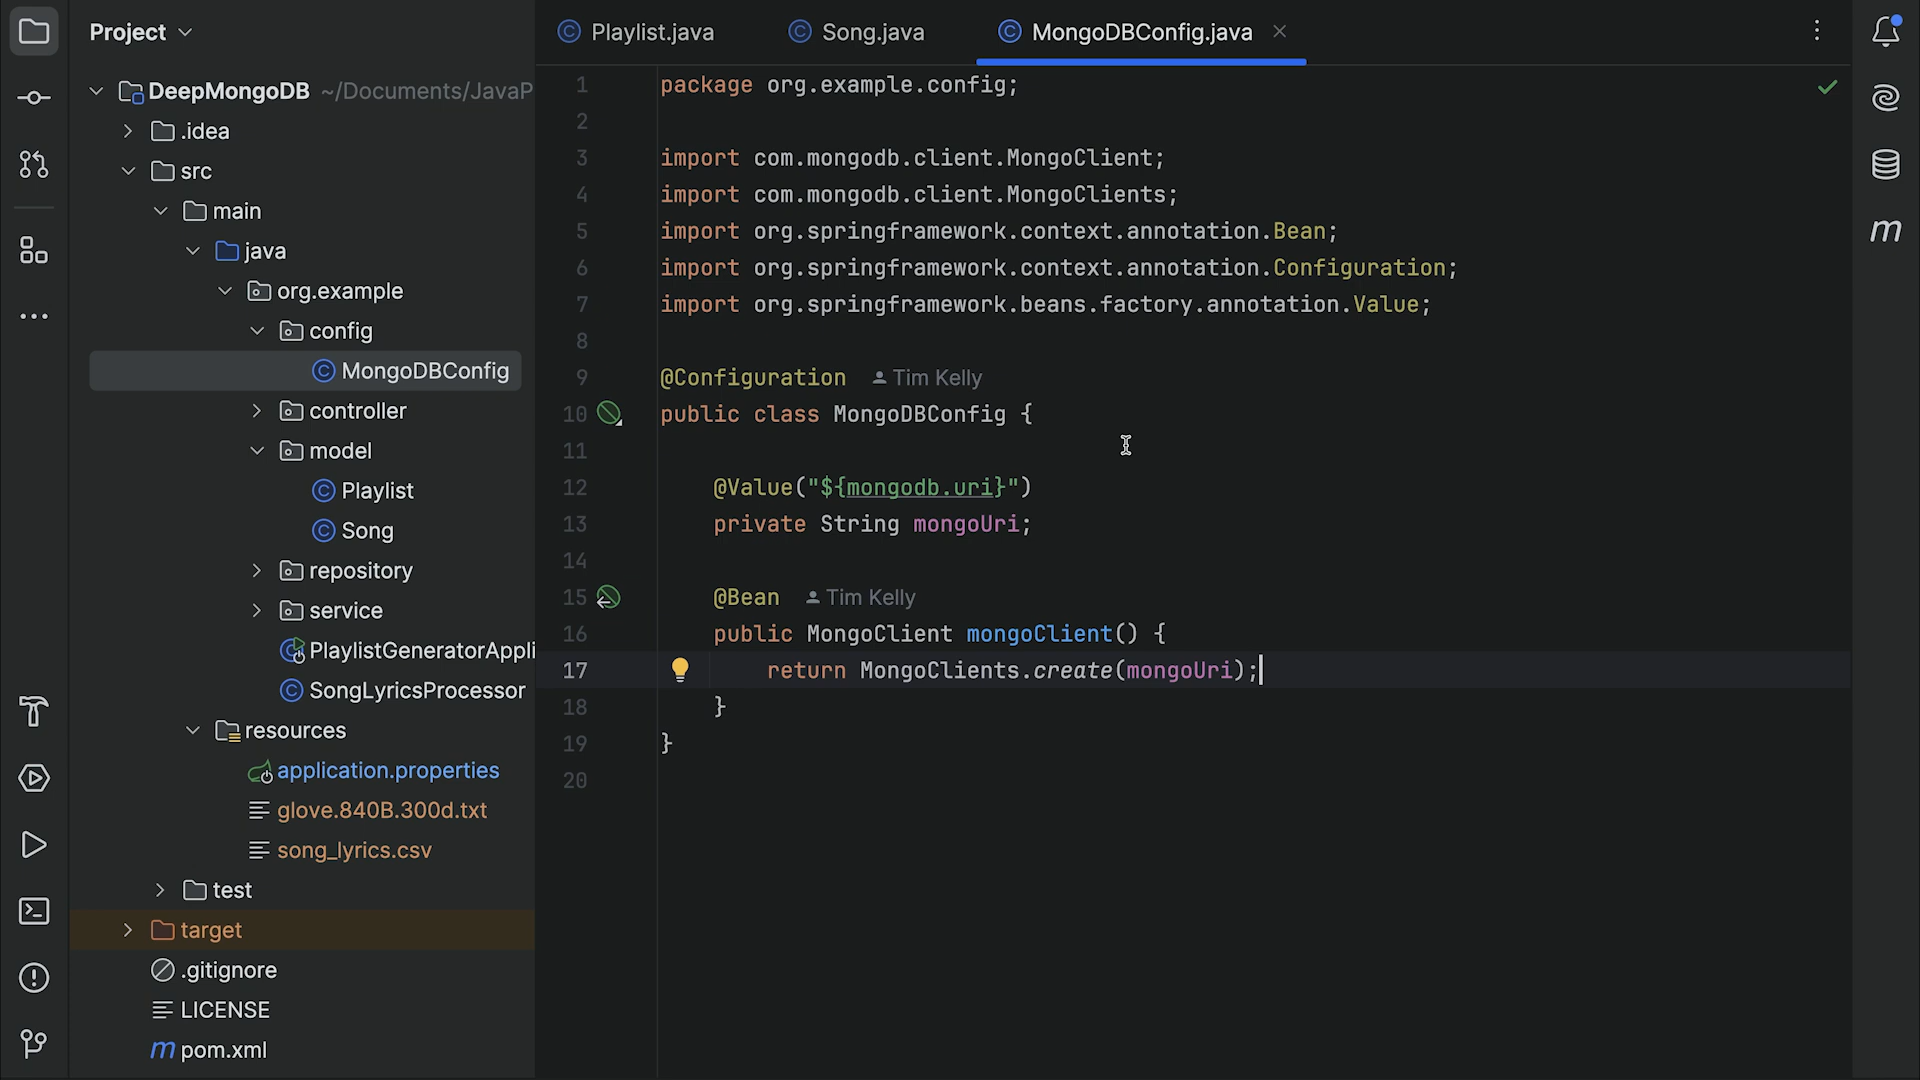 Project
Playlist.java
Song.java
MongoDBConfig.java
DeepMongoDB ~/Documents/JavaP
.idea
src
main
java
org.example
config
MongoDBConfig
controller
model
Playlist
Song
repository
service
PlaylistGeneratorAppli
SongLyricsProcessor
resources
application.properties
glove.840B.300d.txt
song_lyrics.csv
test
target
.gitignore
LICENSE
m pom.xml
1 package org.example.config;
2
3 import com.mongodb.client.MongoClient;
4 import com.mongodb.client.MongoClients;
5 import org.springframework.context.annotation.Bean;
6 import org.springframework.context.annotation.Configuration;
7 import org.springframework.beans.factory.annotation.Value;
8
9 @Configuration Tim Kelly
10 public class MongoDBConfig {
11
12 @Value("${mongodb.uri}")
13 private String mongoUri;
14
15 @Bean Tim Kelly
16 public MongoClient mongoClient() {
17 return MongoClients.create(mongoUri);
18 }
19 }
20
m